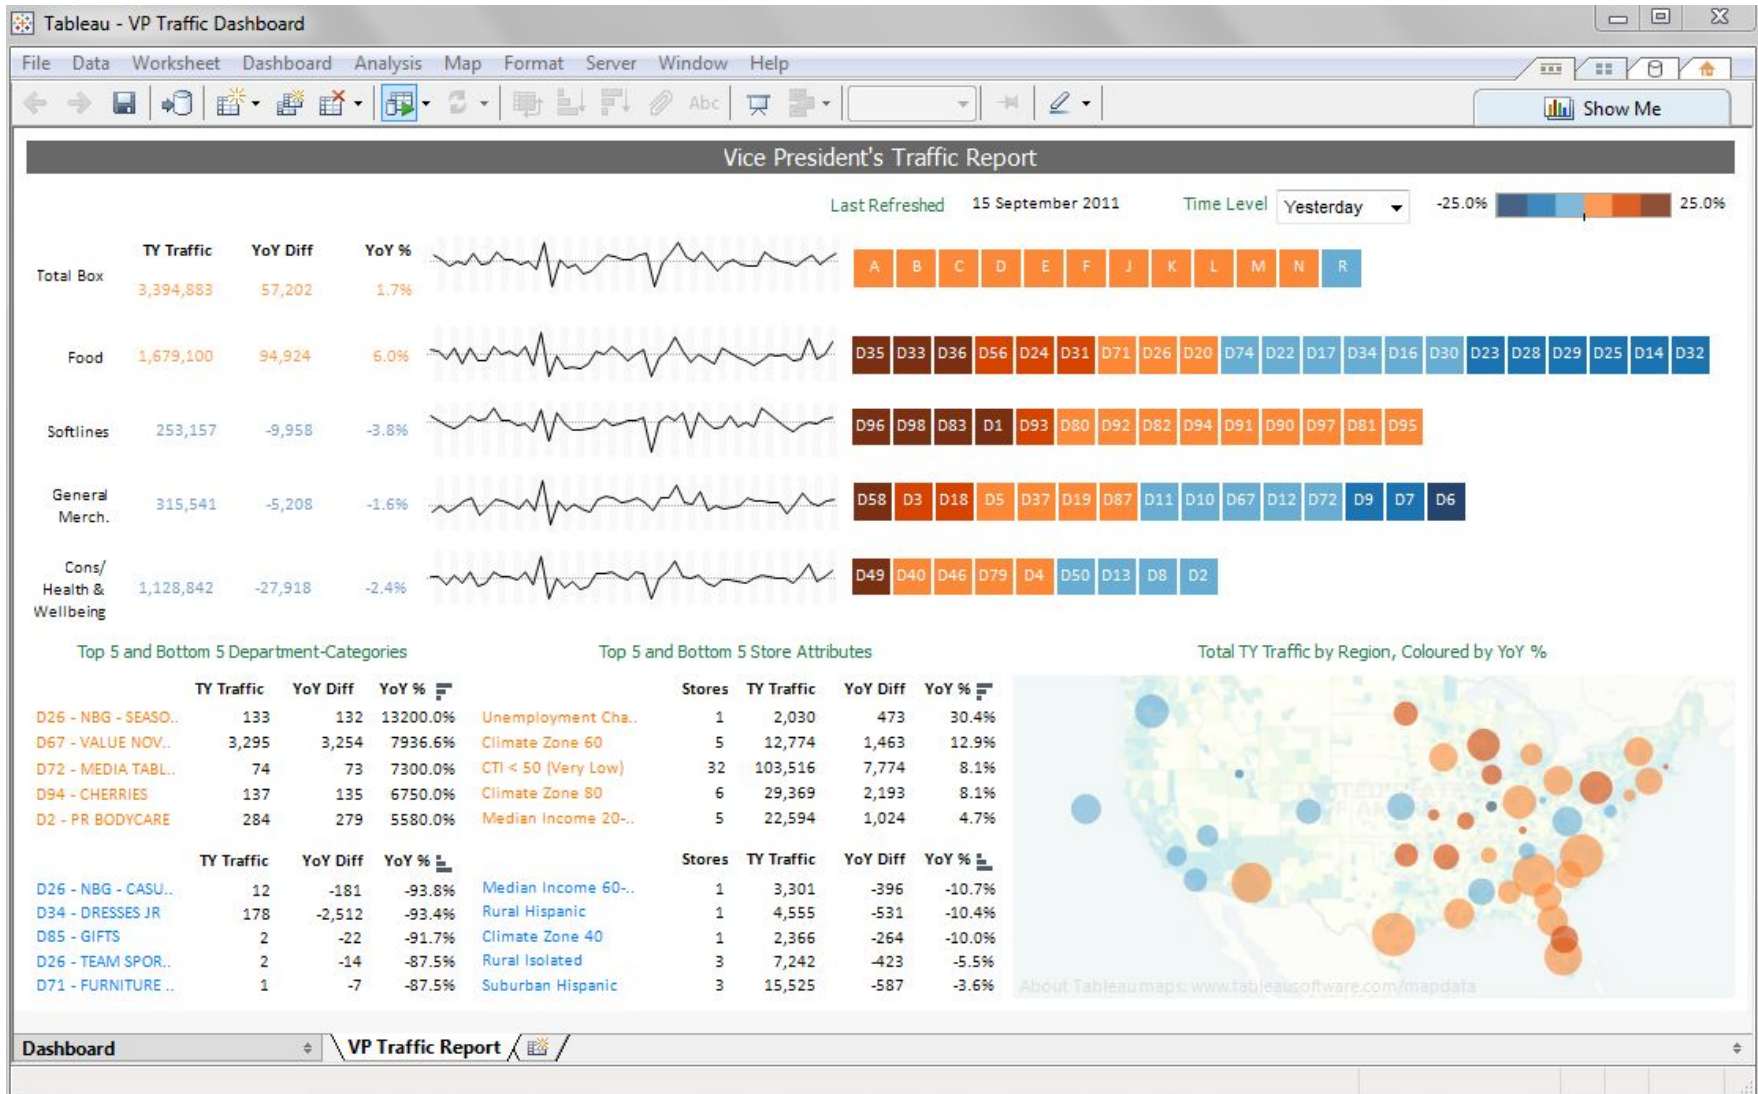 Tableau - VP Traffic Dashboard
File Data Worksheet Dashboard Analysis Map Format Server Window Help
Abc
Show Me
Vice President's Traffic Report
Last Refreshed 15 September 2011 Time Level Yesterday -25.0% 25.0%
TY Traffic YoY Diff YoY %
Total Box 3,394,883 57,202 1.7% A B C D E F J K L M N R
Food 1,679,100 94,924 6.0% D35 D33 D36 D56 D24 D31 D71 D26 D20 D74 D22 D17 D34 D16 D30 D23 D28 D29 D25 D14 D32
Softlines 253,157 -9,958 -3.8% D96 D98 D83 D1 D93 D80 D92 D82 D94 D91 D90 D97 D81 D95
General
Merch. 315,541 -5,208 -1.6% D58 D3 D18 D5 D37 D19 D87 D11 D10 D67 D12 D72 D9 D7 D6
Cons/
Health &
Wellbeing 1,128,842 -27,918 -2.4% D49 D40 D46 D79 D4 D50 D13 D8 D2
Top 5 and Bottom 5 Department-Categories
TY Traffic YoY Diff YoY %
D26 - NBG - SEASO.. 133 132 13200.0%
D67 - VALUE NOV.. 3,295 3,254 7936.6%
D72 - MEDIA TABL.. 74 73 7300.0%
D94 - CHERRIES 137 135 6750.0%
D2 - PR BODYCARE 284 279 5580.0%
TY Traffic YoY Diff YoY %
D26 - NBG - CASU.. 12 -181 -93.8%
D34 - DRESSES JR 178 -2,512 -93.4%
D85 - GIFTS 2 -22 -91.7%
D26 - TEAM SPOR.. 2 -14 -87.5%
D71 - FURNITURE .. 1 -7 -87.5%
Top 5 and Bottom 5 Store Attributes
Stores TY Traffic YoY Diff YoY %
Unemployment Cha.. 1 2,030 473 30.4%
Climate Zone 60 5 12,774 1,463 12.9%
CTI < 50 (Very Low) 32 103,516 7,774 8.1%
Climate Zone 80 6 29,369 2,193 8.1%
Median Income 20-.. 5 22,594 1,024 4.7%
Stores TY Traffic YoY Diff YoY %
Median Income 60-.. 1 3,301 -396 -10.7%
Rural Hispanic 1 4,555 -531 -10.4%
Climate Zone 40 1 2,366 -264 -10.0%
Rural Isolated 3 7,242 -423 -5.5%
Suburban Hispanic 3 15,525 -587 -3.6%
Total TY Traffic by Region, Coloured by YoY %
UNITED STATES
OF AMERICA
About Tableau maps: www.tableausoftware.com/mapdata
Dashboard VP Traffic Report